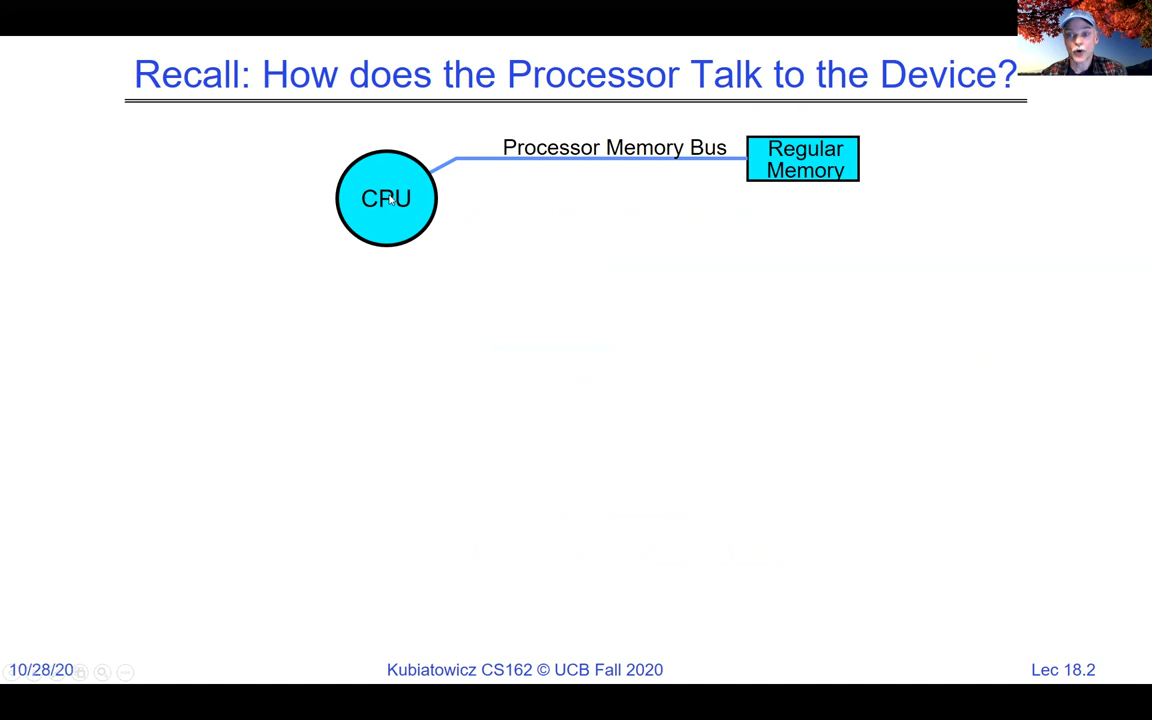 Recall: How does the Processor Talk to the Device?
Processor Memory Bus
Regular
Memory
CPU
10/28/20
Kubiatowicz CS162 © UCB Fall 2020
Lec 18.2